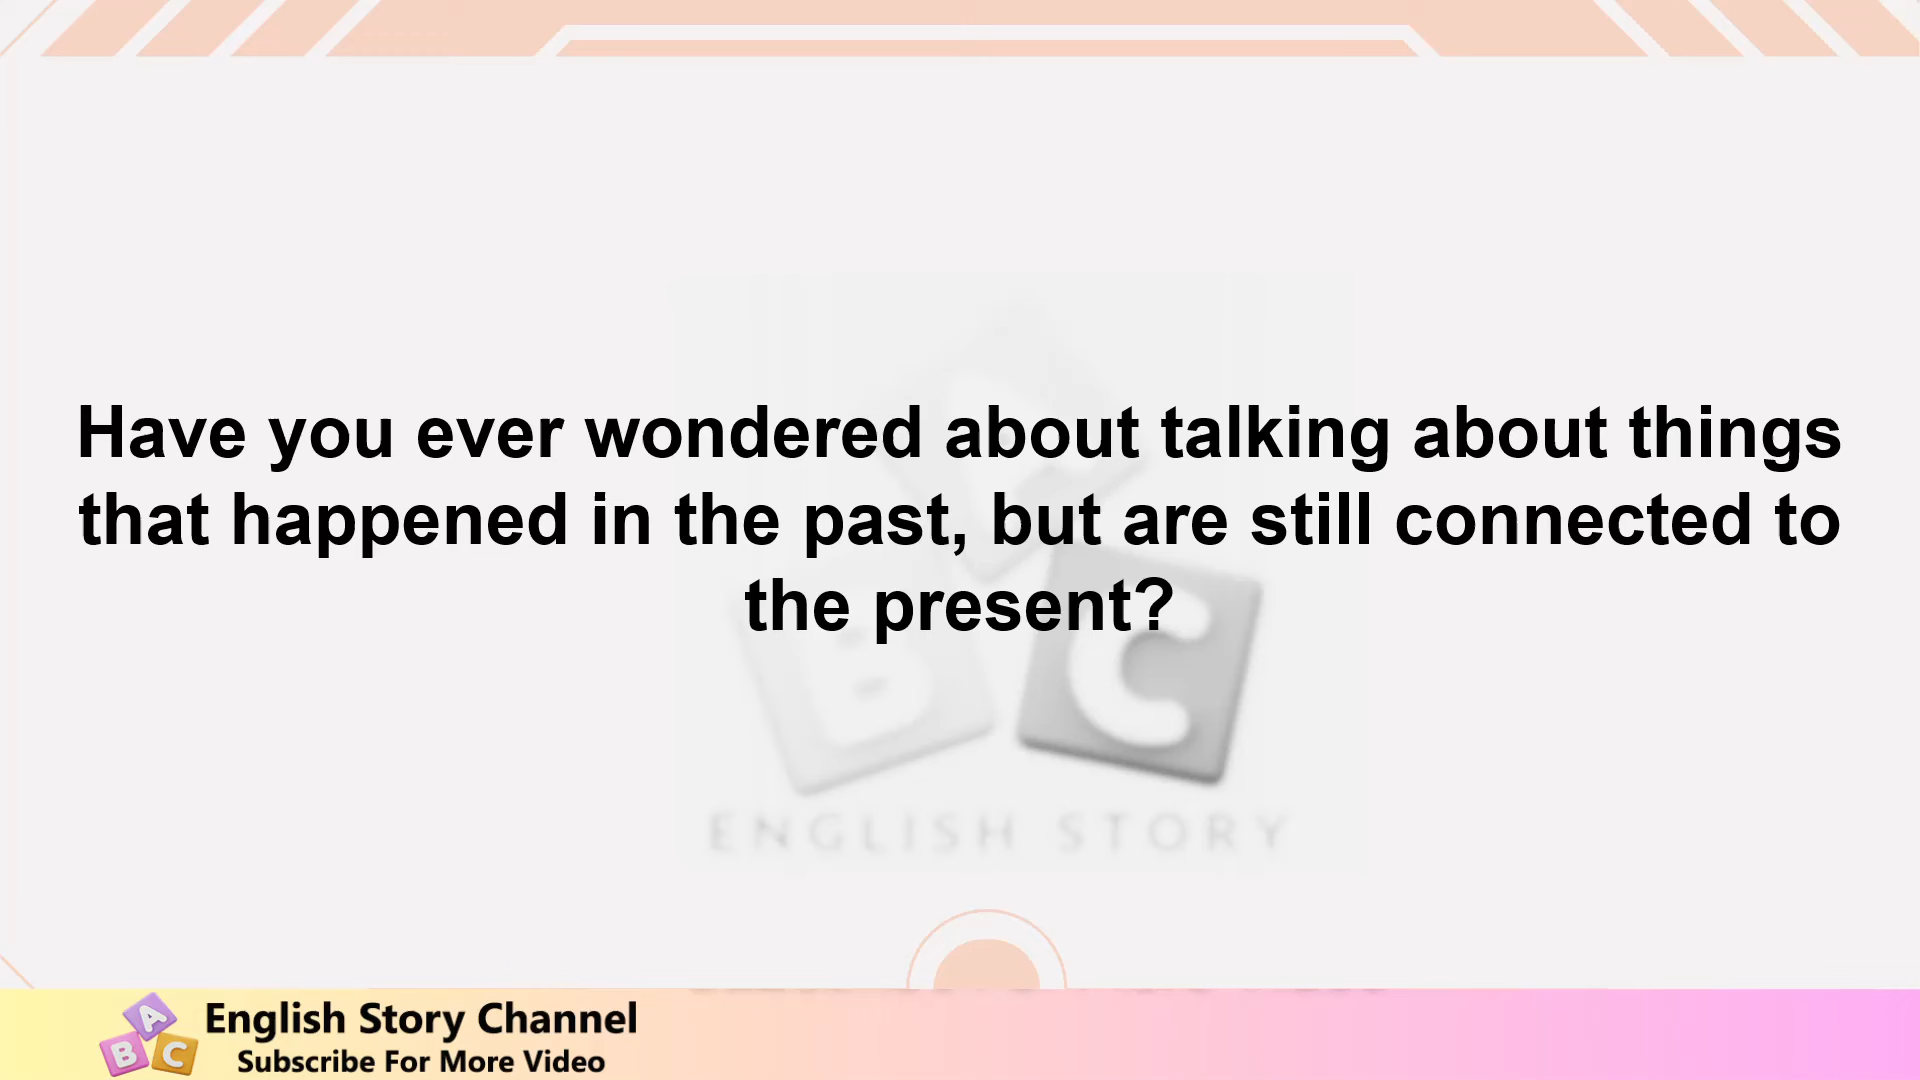 Have you ever wondered about talking about things
that happened in the past, but are still connected to
the present?
A
B
C
ENGLISH STORY
A
B
C
English Story Channel
Subscribe For More Video